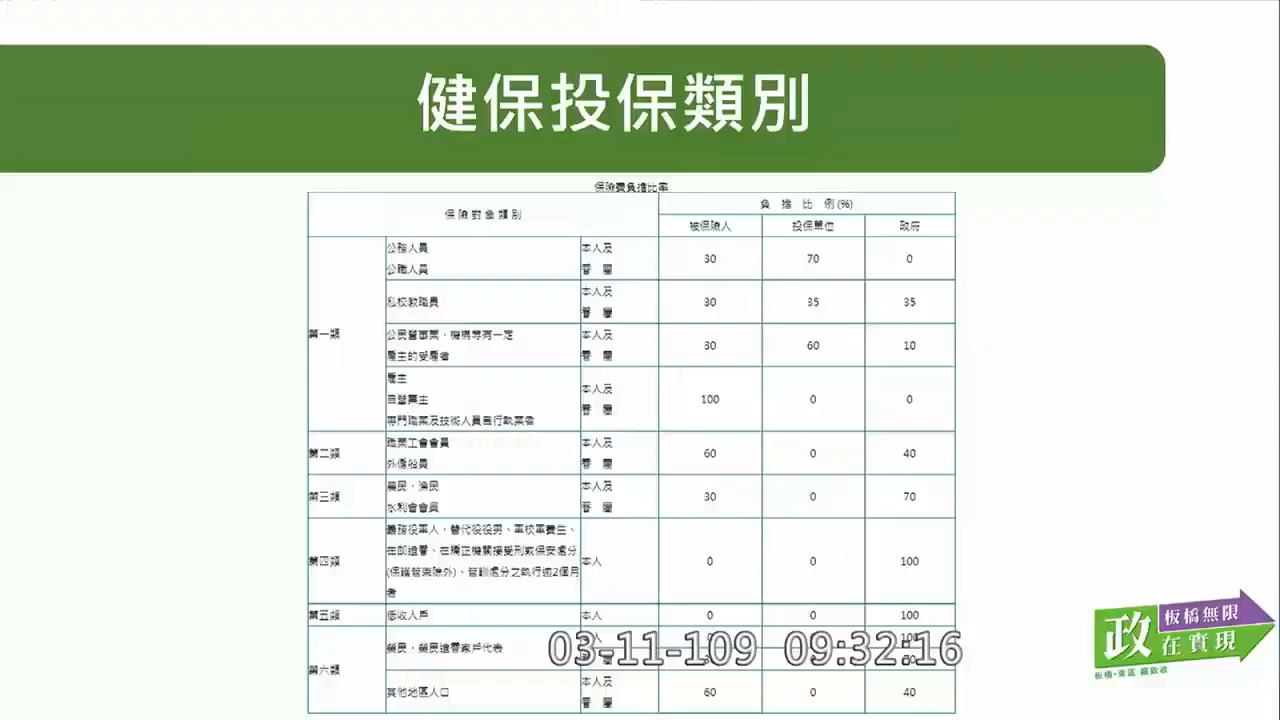 健保投保類別
保險費負擔比率
保險對象類別
負 擔 比 例 (%)
被保險人 投保單位 政府
第一類
公務人員
公職人員
本人及
眷 屬
30 70 0
私校教職員
本人及
眷 屬
30 35 35
公民營事業、機構等有一定
雇主的受雇者
本人及
眷 屬
30 60 10
雇主
自營業主
專門職業及技術人員自行執業者
本人及
眷 屬
100 0 0
第二類
職業工會會員
外僱船員
本人及
眷 屬
60 0 40
第三類
農民、漁民
水利會會員
本人及
眷 屬
30 0 70
第四類
義務役軍人、替代役役男、軍校軍費生、
在卹遺眷、在矯正機關接受刑或保安處分
(保護管束除外)、管訓處分之執行逾2個月
者
本人
0 0 100
第五類
低收入戶
本人
0 0 100
第六類
榮民、榮民遺眷家戶代表
03-11-109 09:32:16
其他地區人口
本人及
眷 屬
60 0 40
政
板橋無限
在實現